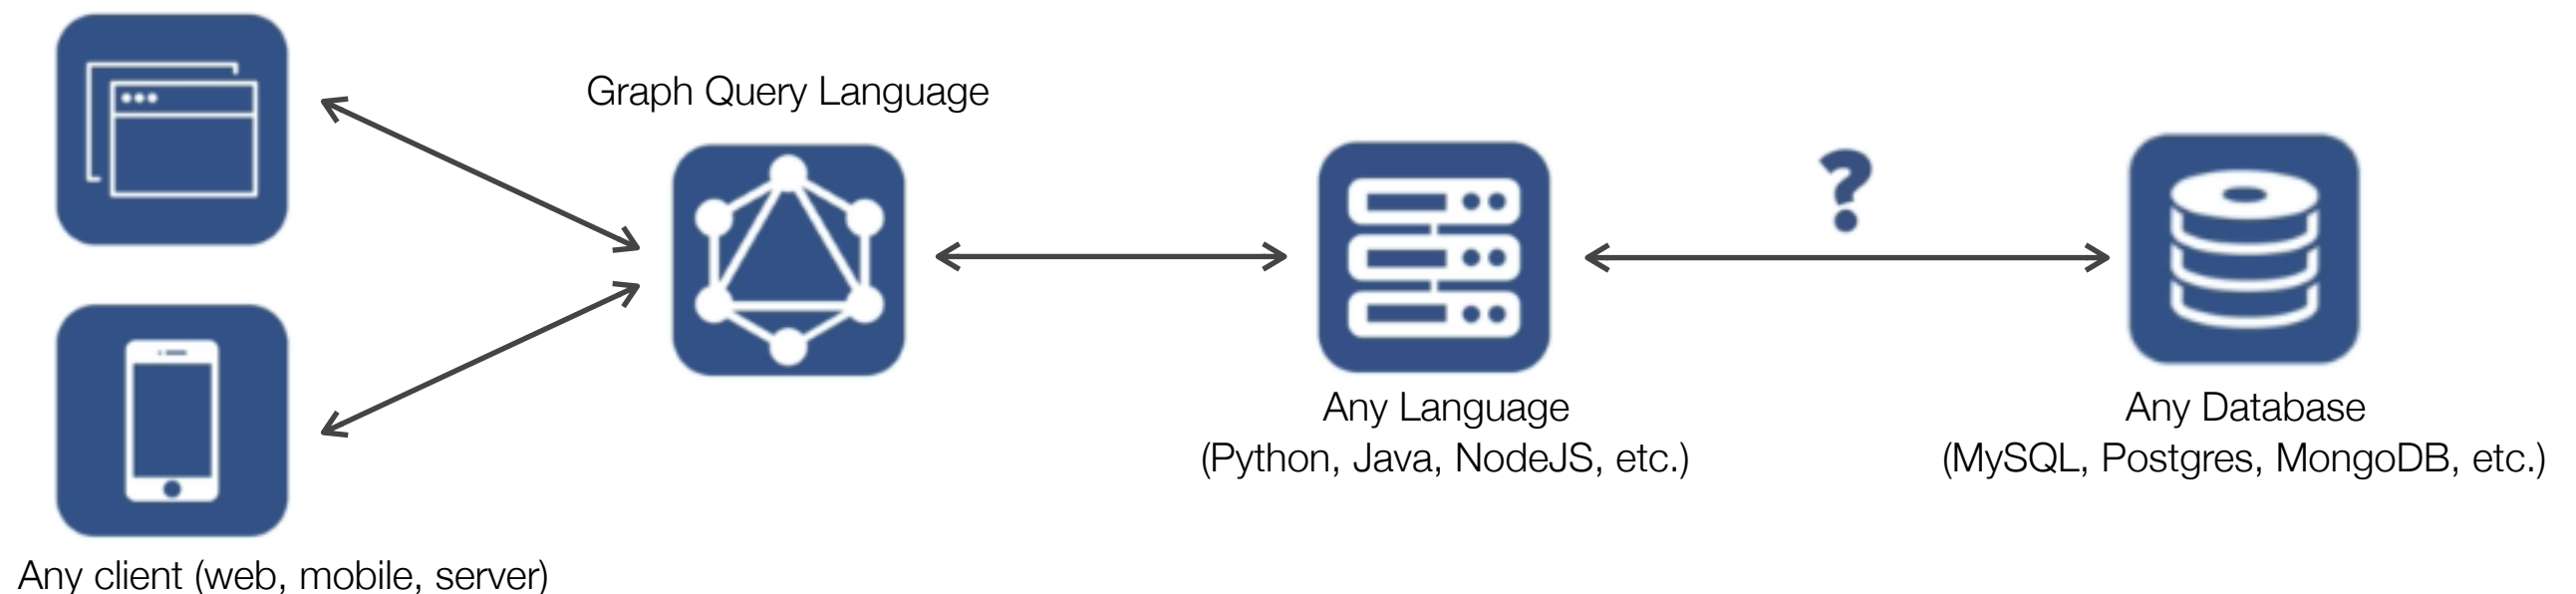 Graph Query Language
?
Any Language
(Python, Java, NodeJS, etc.)
Any Database
(MySQL, Postgres, MongoDB, etc.)
Any client (web, mobile, server)